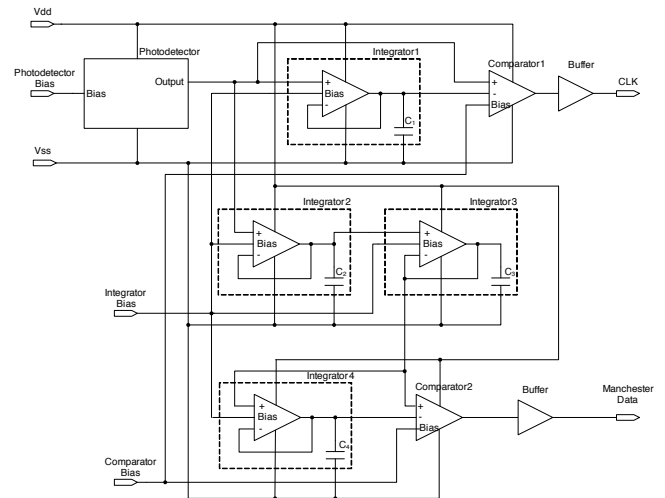 Vdd
Photodetector
Integrator1
Comparator1
Buffer
Photodetector
Bias
Output
Bias
+
Bias
-
C1
+
-
Bias
CLK
Vss
Integrator2
Integrator3
+
Bias
-
C2
+
Bias
-
C3
Integrator
Bias
Integrator4
Comparator2
Buffer
Manchester
Data
+
Bias
-
C4
+
-
Bias
Comparator
Bias